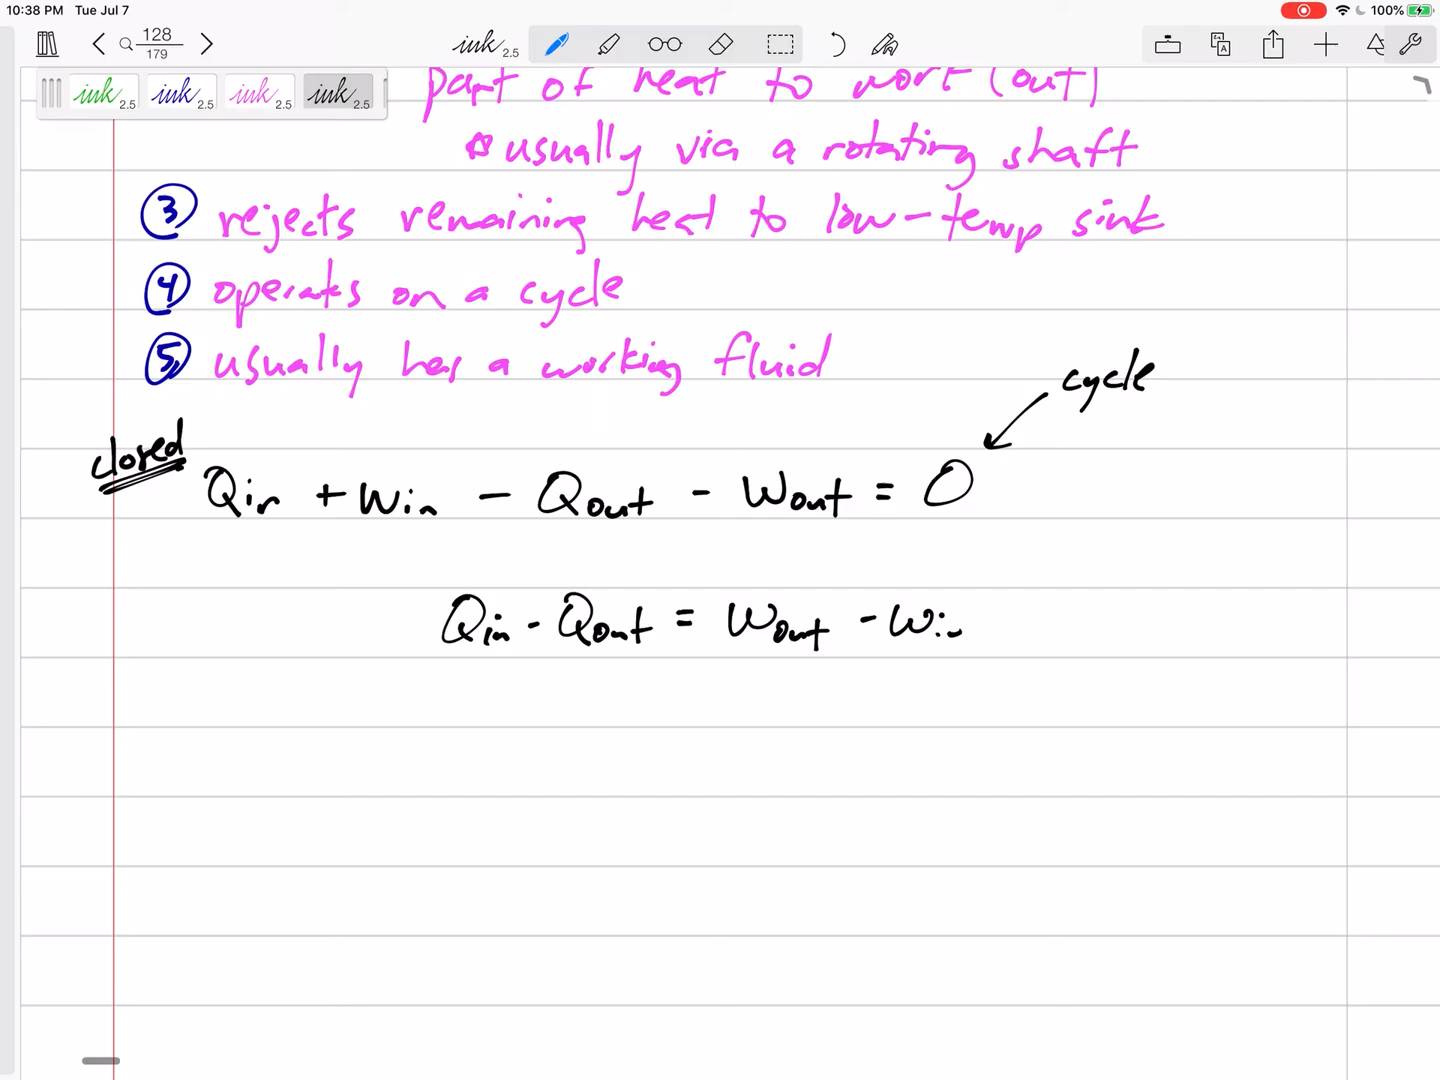 10:38 PM Tue Jul 7
100%
128
179
ink 2.5
ink 2.5 ink 2.5 ink 2.5 ink 2.5
part of heat to work (out)
usually via a rotating shaft
3 rejects remaining heat to low-temp sink
4 operates on a cycle
5 usually has a working fluid
cycle
closed
Qin + Win - Qout - Wout = 0
Qin - Qout = Wout - Win